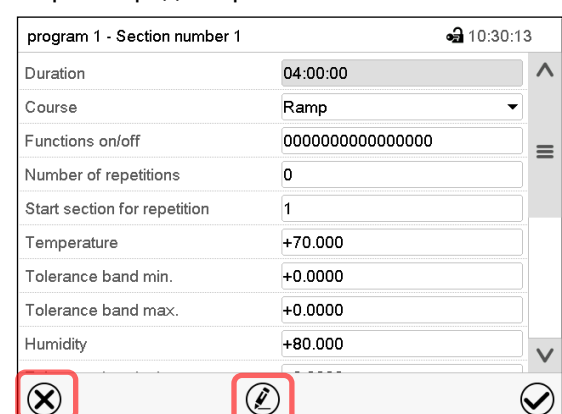 program 1 - Section number 1 10:30:13
Duration 04:00:00
Course Ramp
Functions on/off 0000000000000000
Number of repetitions 0
Start section for repetition 1
Temperature +70.000
Tolerance band min. +0.0000
Tolerance band max. +0.0000
Humidity +80.000